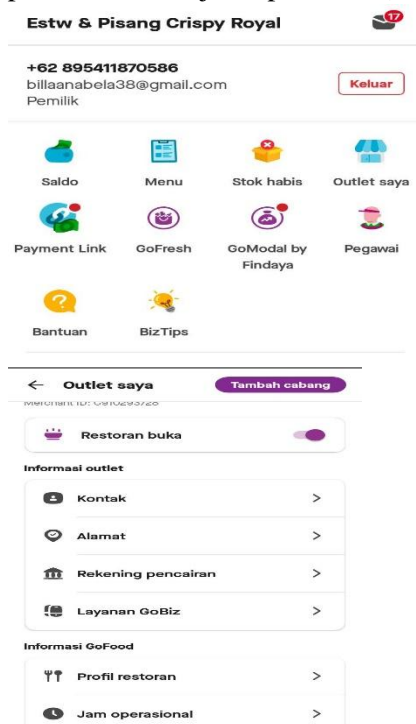 Estw & Pisang Crispy Royal
17
+62 895411870586
billaanabela38@gmail.com
Keluar
Pemilik
Saldo Menu Stok habis Outlet saya
Payment Link GoFresh GoModal by Findaya Pegawai
Bantuan BizTips
Outlet saya Tambah cabang
Merchant ID:
Restoran buka
Informasi outlet
Kontak
Alamat
Rekening pencairan
Layanan GoBiz
Informasi GoFood
Profil restoran
Jam operasional